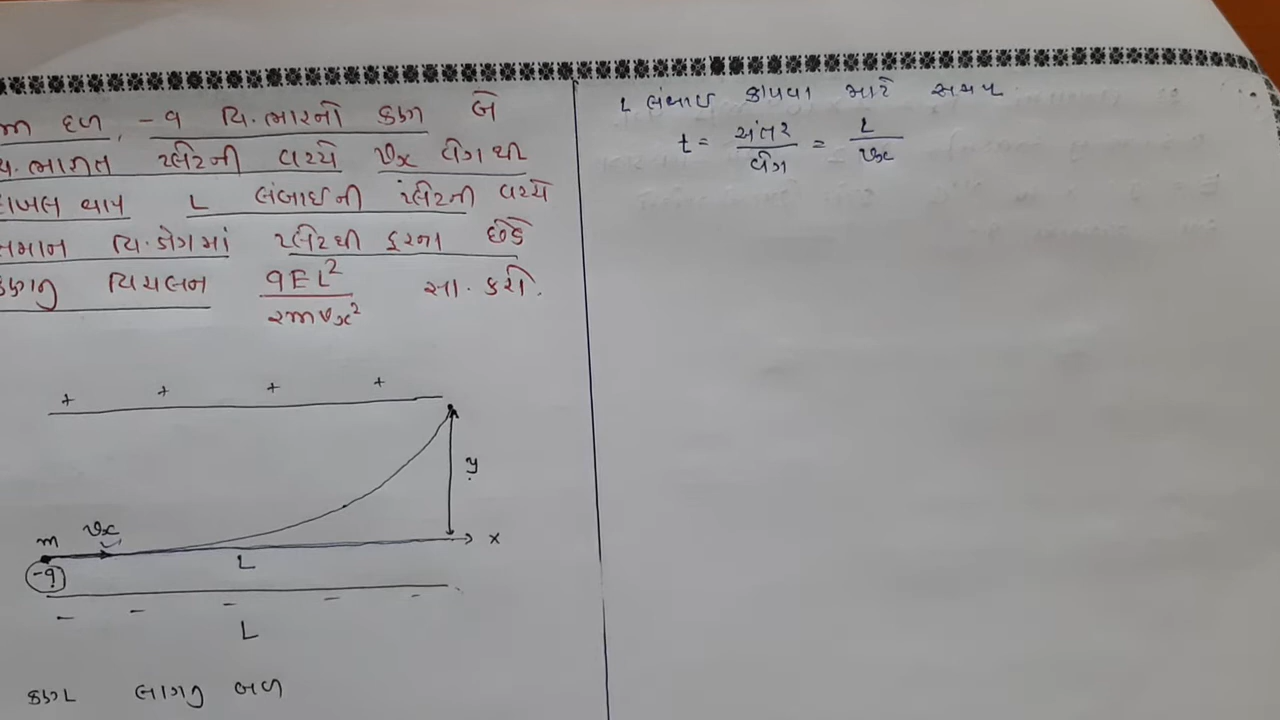 m દળ, -q વિ.ભારનો કણ બે
વિ.ભારીત પ્લેટની વચ્ચે vx વેગથી
દાખલ થાય L લંબાઈની પ્લેટની વચ્ચે
સમાન વિ.ક્ષેત્રમાં પ્લેટથી દૂરના છેડે
કણનું વિચલન qEL²/2mvx² સા. કરો.
+ + + +
y
m vx
x
-q
L
- - - - -
L
કણ પર લાગતુ બળ
L લંબાઈ કાપવા માટે સમય
t = અંતર/વેગ = L/vx